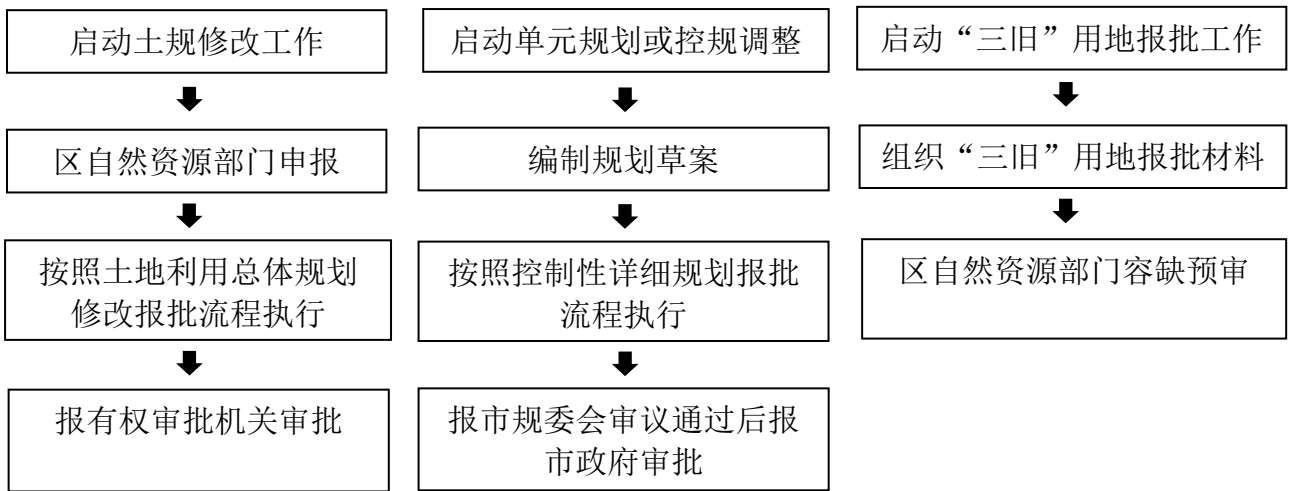 启动土规修改工作
区自然资源部门申报
按照土地利用总体规划
修改报批流程执行
报有权审批机关审批
启动单元规划或控规调整
编制规划草案
按照控制性详细规划报批
流程执行
报市规委会审议通过后报
市政府审批
启动“三旧”用地报批工作
组织“三旧”用地报批材料
区自然资源部门容缺预审